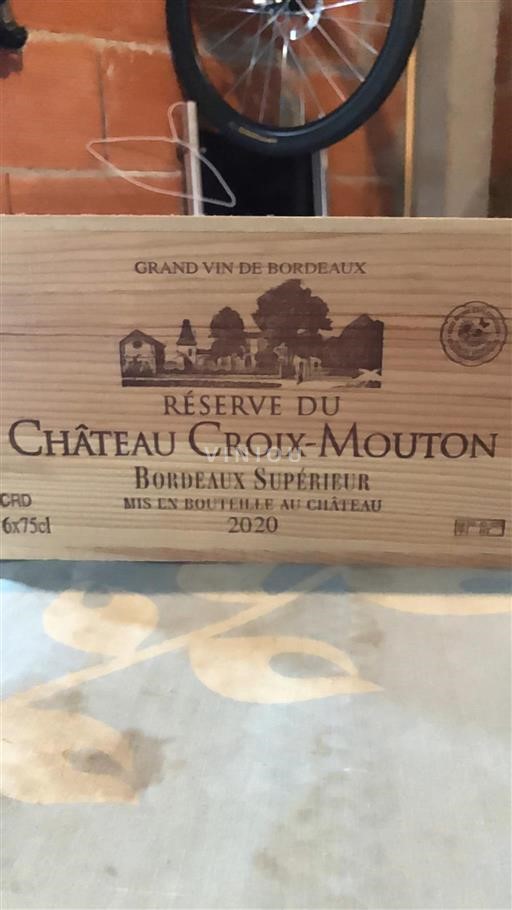 GRAND VIN DE BORDEAUX
RÉSERVE DU
CHÂTEAU CROIX-MOUTON
BORDEAUX SUPÉRIEUR
CRD
MIS EN BOUTEILLE AU CHÂTEAU
6x75cl
2020